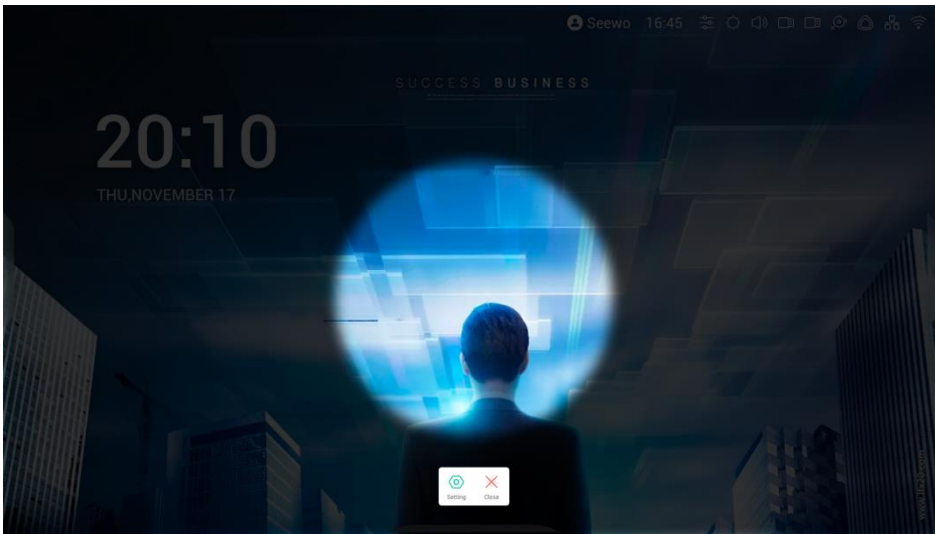 Seewo 16:45
SUCCESS BUSINESS
20:10
THU,NOVEMBER 17
Setting Close